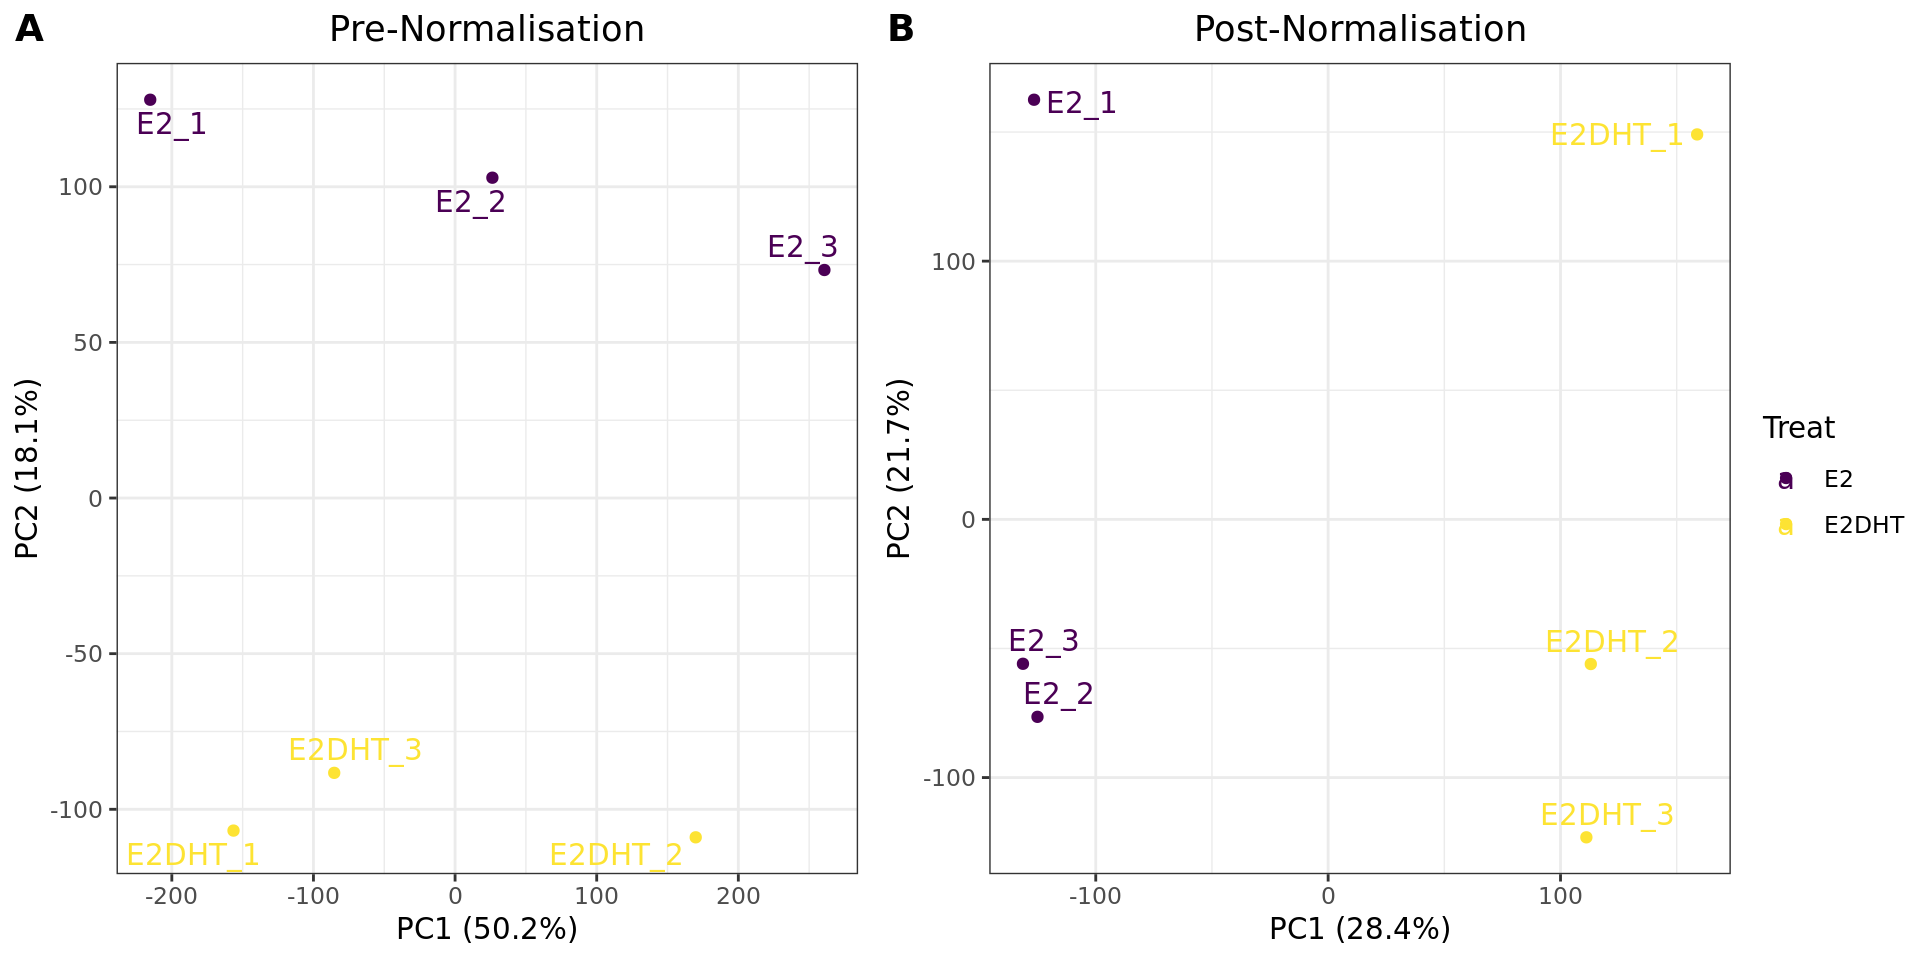 A
Pre-Normalisation
E2_1
E2_2
E2_3
E2DHT_3
E2DHT_1
E2DHT_2
100
50
0
-50
-100
-200
-100
0
100
200
PC1 (50.2%)
PC2 (18.1%)
B
Post-Normalisation
E2_1
E2DHT_1
E2_3
E2DHT_2
E2_2
E2DHT_3
100
0
-100
-100
0
100
PC1 (28.4%)
PC2 (21.7%)
Treat
a E2
a E2DHT